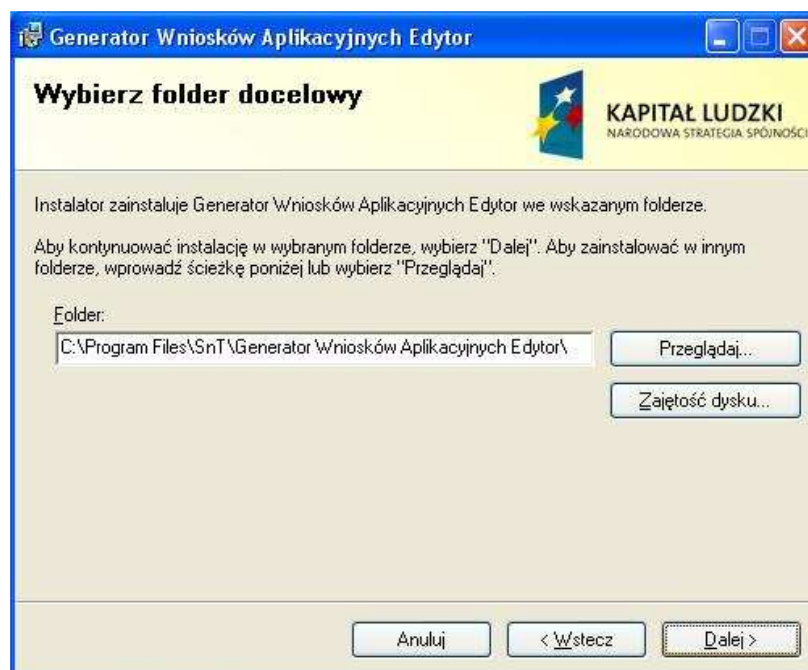 Generator Wniosków Aplikacyjnych Edytor
Wybierz folder docelowy
KAPITAŁ LUDZKI
NARODOWA STRATEGIA SPÓJNOŚCI
Instalator zainstaluje Generator Wniosków Aplikacyjnych Edytor we wskazanym folderze.
Aby kontynuować instalację w wybranym folderze, wybierz "Dalej". Aby zainstalować w innym
folderze, wprowadź ścieżkę poniżej lub wybierz "Przeglądaj".
Folder:
C:\Program Files\SnT\Generator Wniosków Aplikacyjnych Edytor\
Przeglądaj...
Zajętość dysku...
Anuluj
< Wstecz
Dalej >